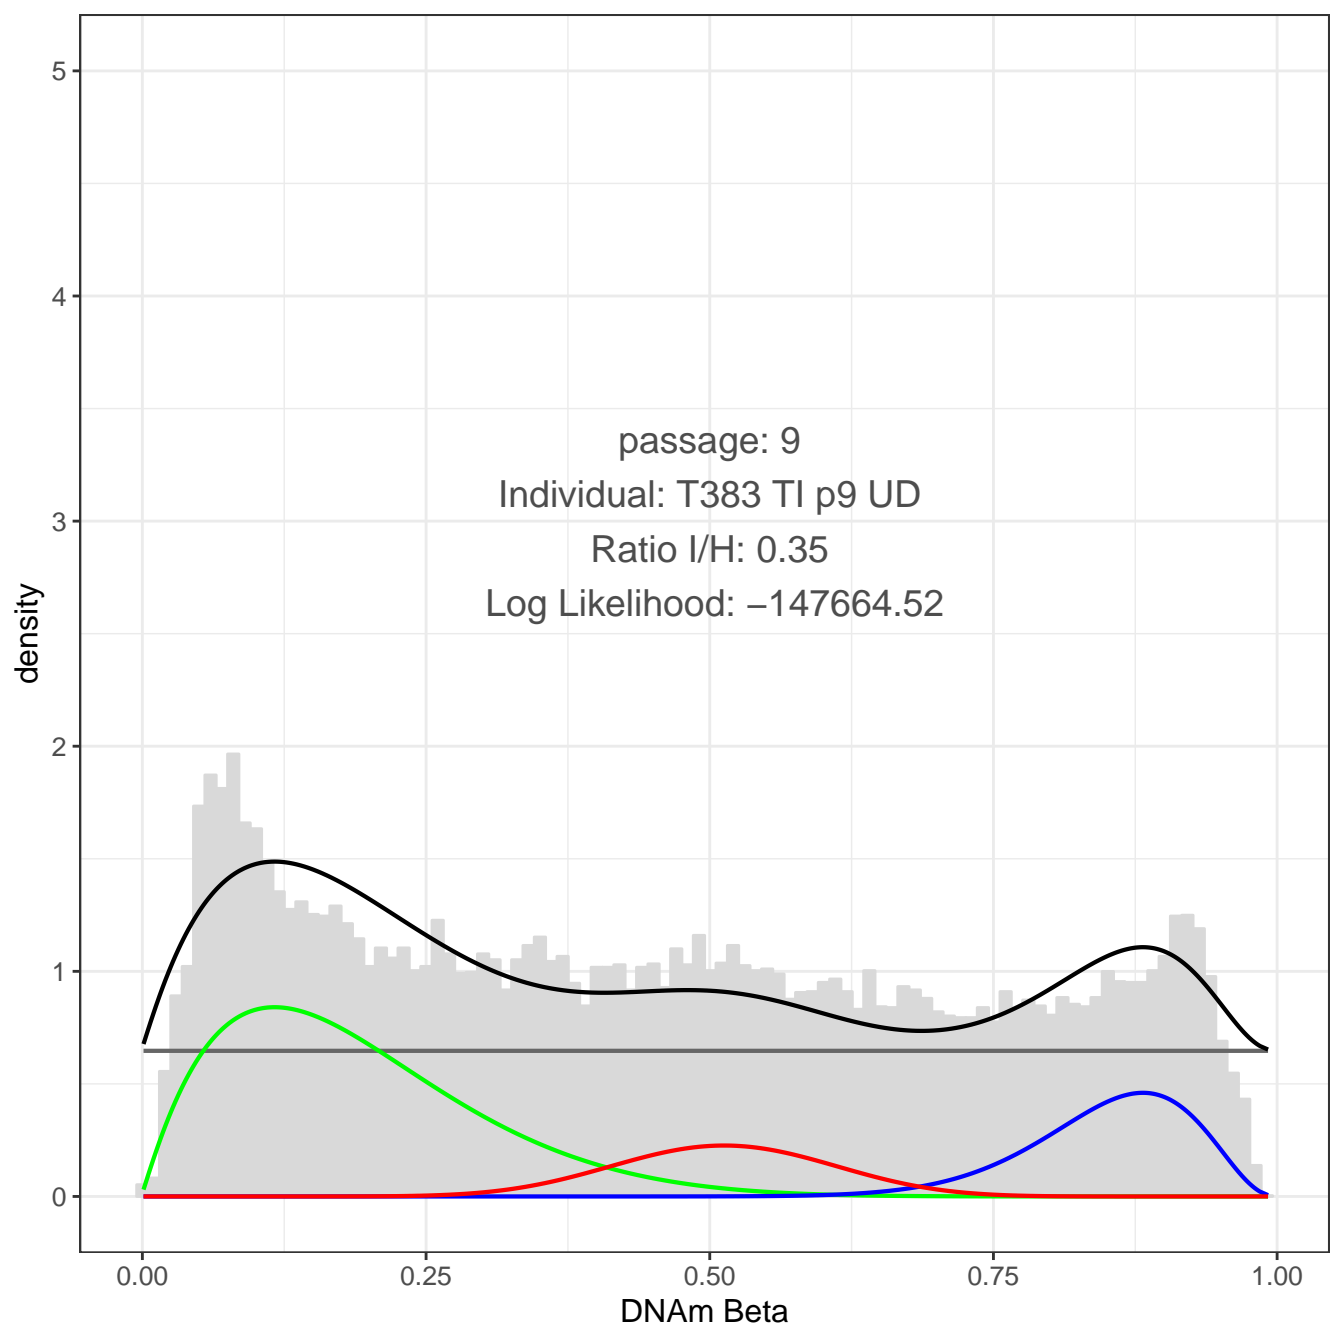 5
4
3
2
1
0
density
passage: 9
Individual: T383 TI p9 UD
Ratio I/H: 0.35
Log Likelihood: −147664.52
0.00 0.25 0.50 0.75 1.00
DNAm Beta